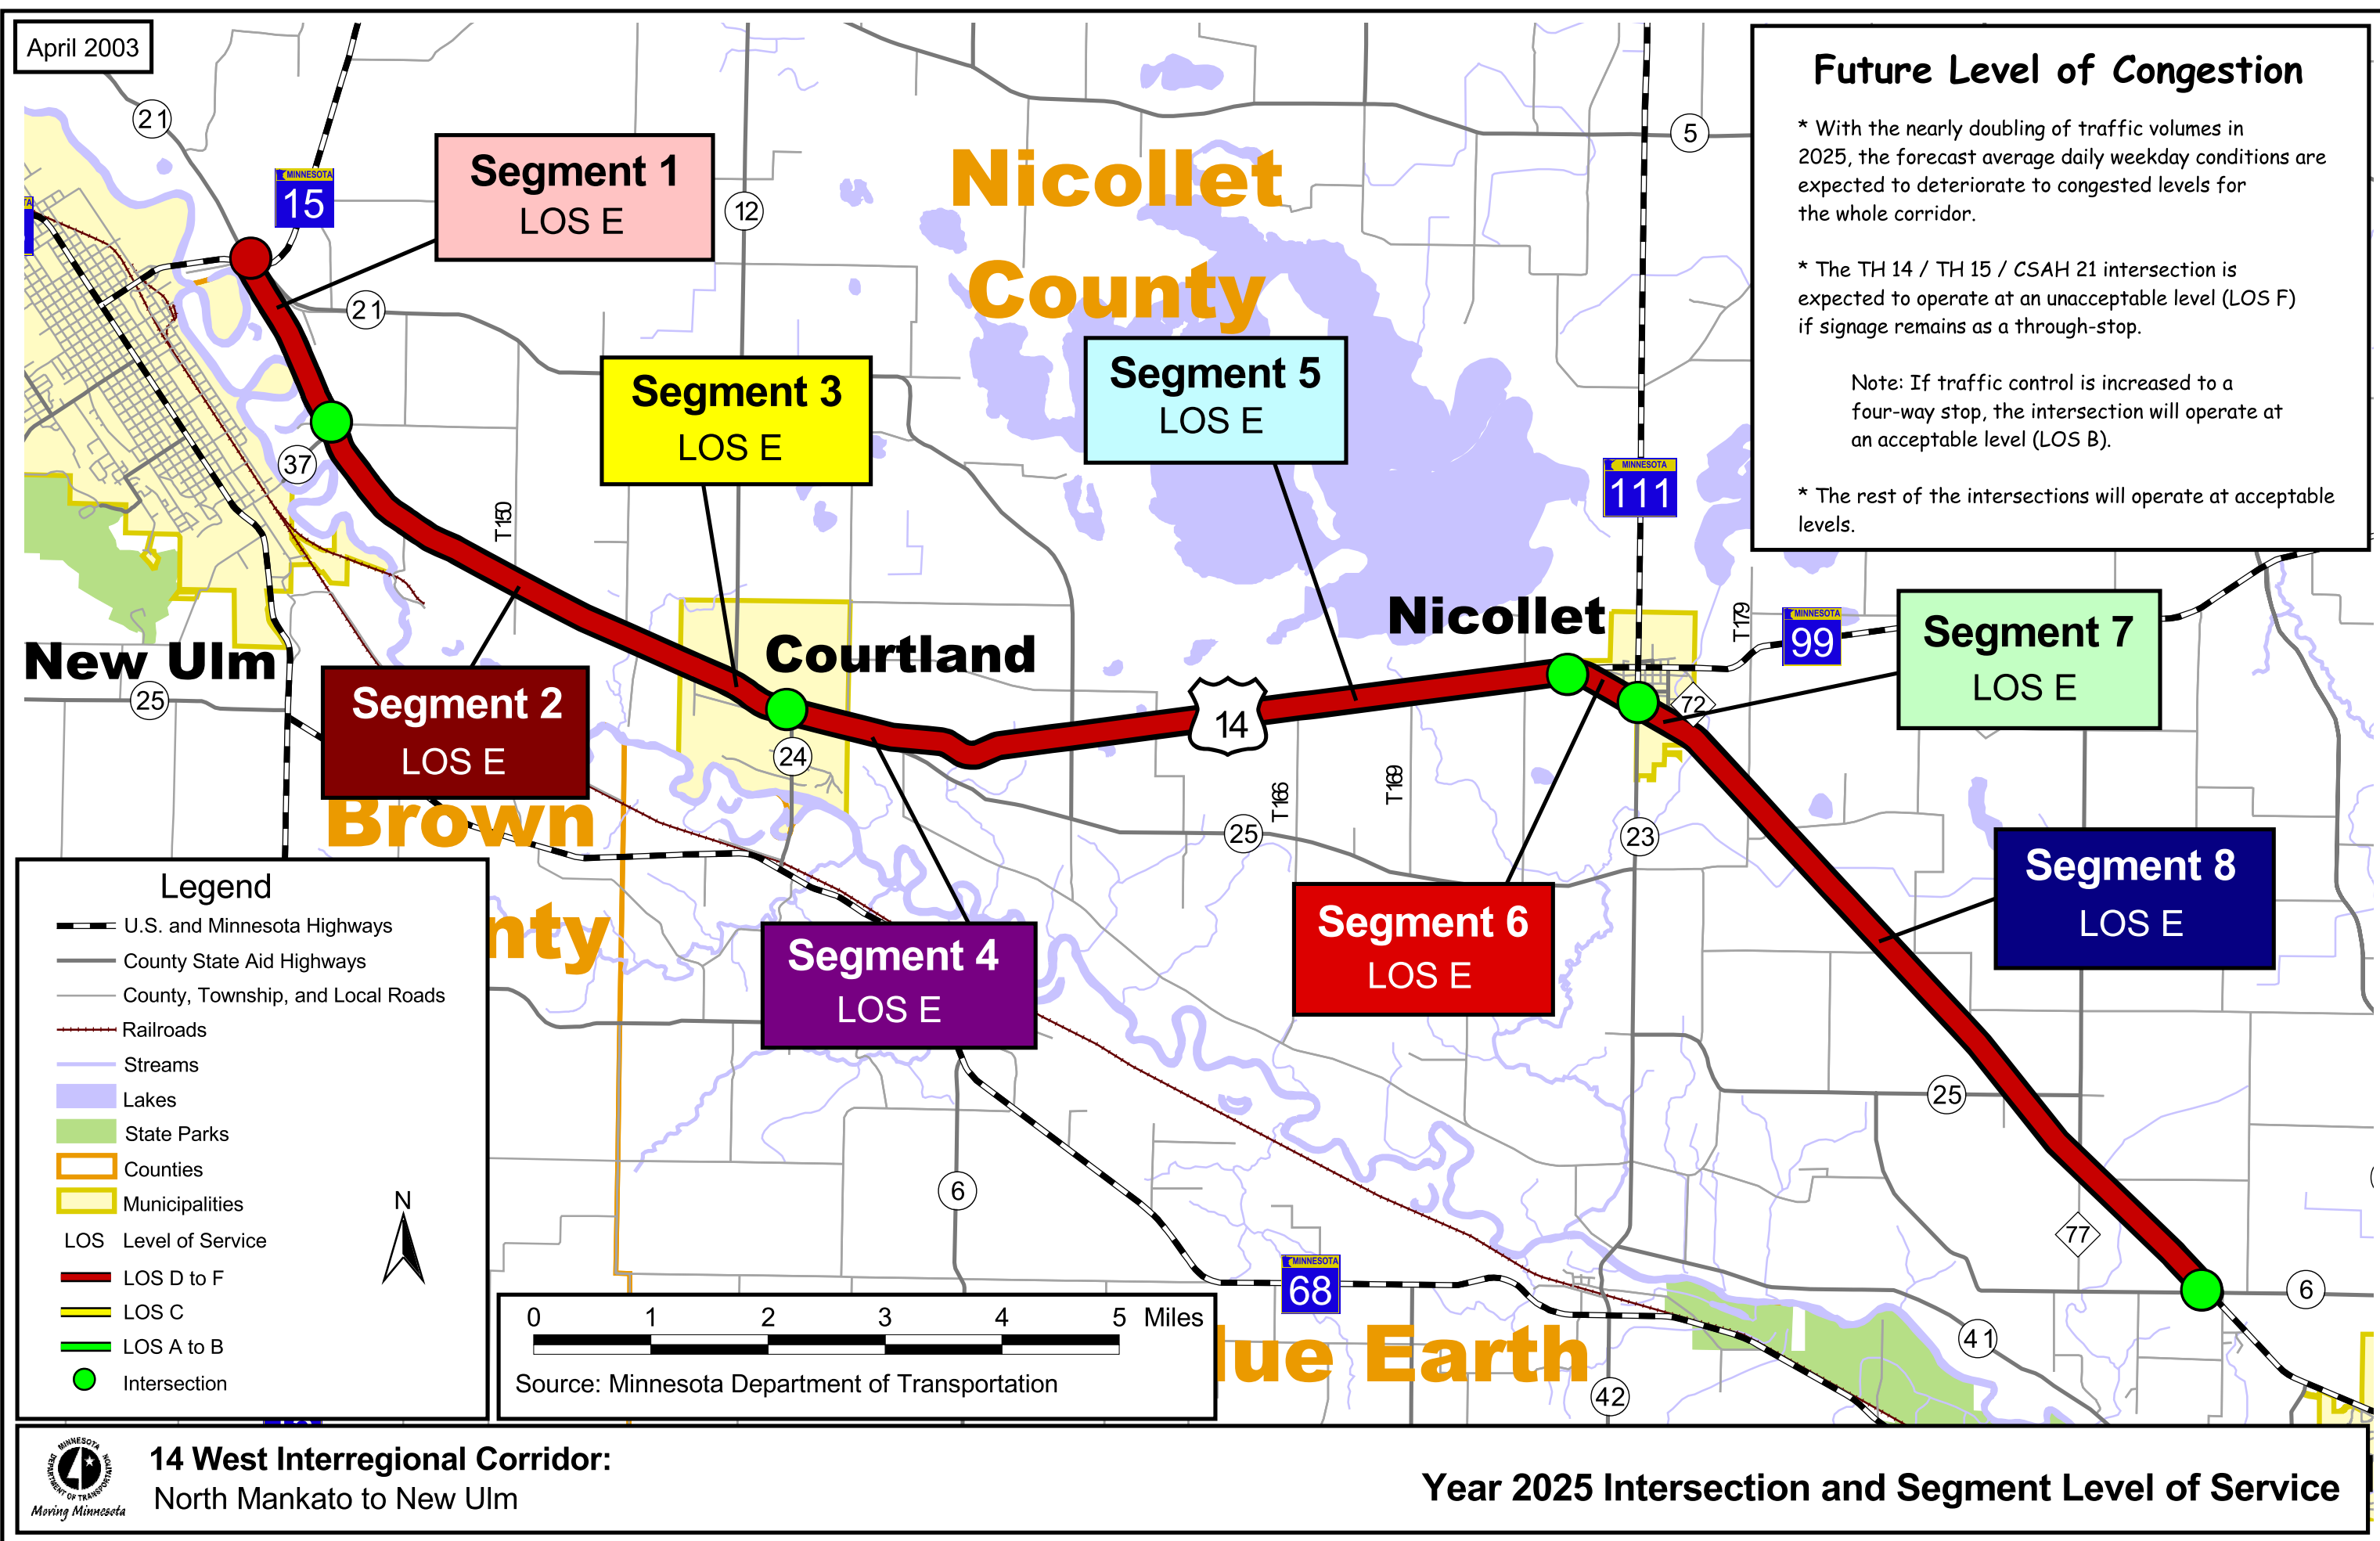 April 2003
Future Level of Congestion
* With the nearly doubling of traffic volumes in
2025, the forecast average daily weekday conditions are
expected to deteriorate to congested levels for
the whole corridor.
* The TH 14 / TH 15 / CSAH 21 intersection is
expected to operate at an unacceptable level (LOS F)
if signage remains as a through-stop.
Note: If traffic control is increased to a
four-way stop, the intersection will operate at
an acceptable level (LOS B).
* The rest of the intersections will operate at acceptable
levels.
21
MINNESOTA
15
Segment 1
LOS E
12
Nicollet
County
5
21
Segment 3
LOS E
Segment 5
LOS E
37
T150
MINNESOTA
111
Nicollet
T179
MINNESOTA
99
Segment 7
LOS E
New Ulm
25
Courtland
Segment 2
LOS E
14
72
24
Brown
nty
T166
T169
25
23
Segment 8
LOS E
Segment 6
LOS E
Segment 4
LOS E
25
6
77
MINNESOTA
68
6
41
lue Earth
42
Legend
U.S. and Minnesota Highways
County State Aid Highways
County, Township, and Local Roads
Railroads
Streams
Lakes
State Parks
Counties
Municipalities
LOS Level of Service
LOS D to F
LOS C
LOS A to B
Intersection
N
0 1 2 3 4 5 Miles
Source: Minnesota Department of Transportation
MINNESOTA
DEPARTMENT OF TRANSPORTATION
Moving Minnesota
14 West Interregional Corridor:
North Mankato to New Ulm
Year 2025 Intersection and Segment Level of Service